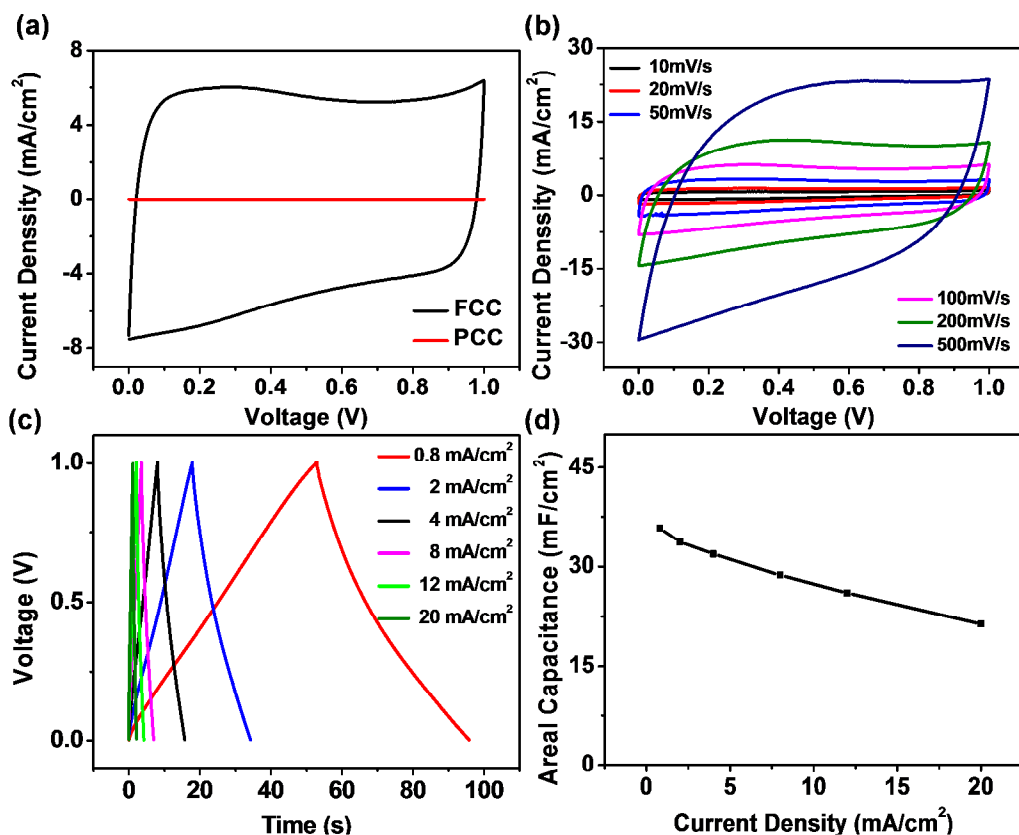 (a)
8
4
0
-4
-8
Current Denssity (mA/cm²)
FCC
PCC
0.0 0.2 0.4 0.6 0.8 1.0
Voltage (V)
(b)
30
15
0
-15
-30
Current Denssity (mA/cm²)
10mV/s
20mV/s
50mV/s
100mV/s
200mV/s
500mV/s
0.0 0.2 0.4 0.6 0.8 1.0
Voltage (V)
(c)
1.0
0.5
0.0
Voltage (V)
0.8 mA/cm²
2 mA/cm²
4 mA/cm²
8 mA/cm²
12 mA/cm²
20 mA/cm²
0 20 40 60 80 100
Time (s)
(d)
45
30
15
0
Areal Capacitance (mF/cm²)
0 5 10 15 20
Current Density (mA/cm²)